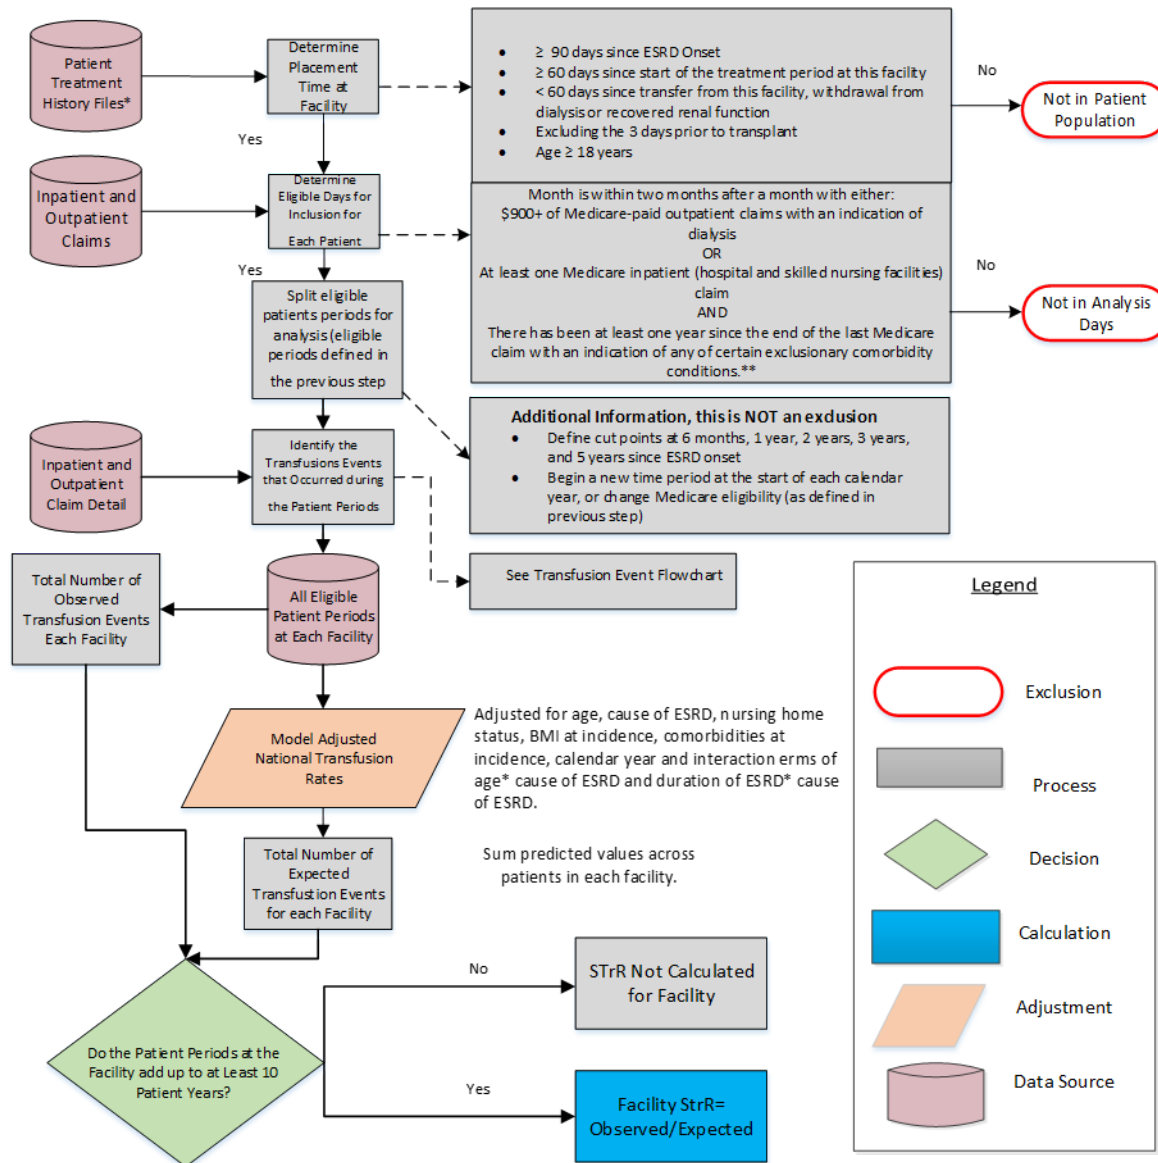 Patient
Treatment
History Files*
Determine
Placement
Time at
Facility
≥ 90 days since ESRD Onset
≥ 60 days since start of the treatment period at this facility
< 60 days since transfer from this facility, withdrawal from
dialysis or recovered renal function
Excluding the 3 days prior to transplant
Age ≥ 18 years
No
Not in Patient
Population
Yes
Inpatient and
Outpatient
Claims
Determine
Eligible Days for
Inclusion for
Each Patient
Month is within two months after a month with either:
$900+ of Medicare-paid outpatient claims with an indication of
dialysis
OR
At least one Medicare inpatient (hospital and skilled nursing facilities)
claim
AND
There has been at least one year since the end of the last Medicare
claim with an indication of any of certain exclusionary comorbidity
conditions.**
No
Not in Analysis
Days
Yes
Split eligible
patients periods for
analysis (eligible
periods defined in
the previous step
Additional Information, this is NOT an exclusion
Define cut points at 6 months, 1 year, 2 years, 3 years,
and 5 years since ESRD onset
Begin a new time period at the start of each calendar
year, or change Medicare eligibility (as defined in
previous step)
Inpatient and
Outpatient
Claim Detail
Identify the
Transfusions Events
that Occurred during
the Patient Periods
See Transfusion Event Flowchart
Total Number of
Observed
Transfusion Events
Each Facility
All Eligible
Patient Periods
at Each Facility
Model Adjusted
National Transfusion
Rates
Adjusted for age, cause of ESRD, nursing home
status, BMI at incidence, comorbidities at
incidence, calendar year and interaction erms of
age* cause of ESRD and duration of ESRD* cause
of ESRD.
Total Number of
Expected
Transfustion Events
for each Facility
Sum predicted values across
patients in each facility.
Do the Patient Periods at the
Facility add up to at Least 10
Patient Years?
No
STrR Not Calculated
for Facility
Yes
Facility StrR=
Observed/Expected
Legend
Exclusion
Process
Decision
Calculation
Adjustment
Data Source